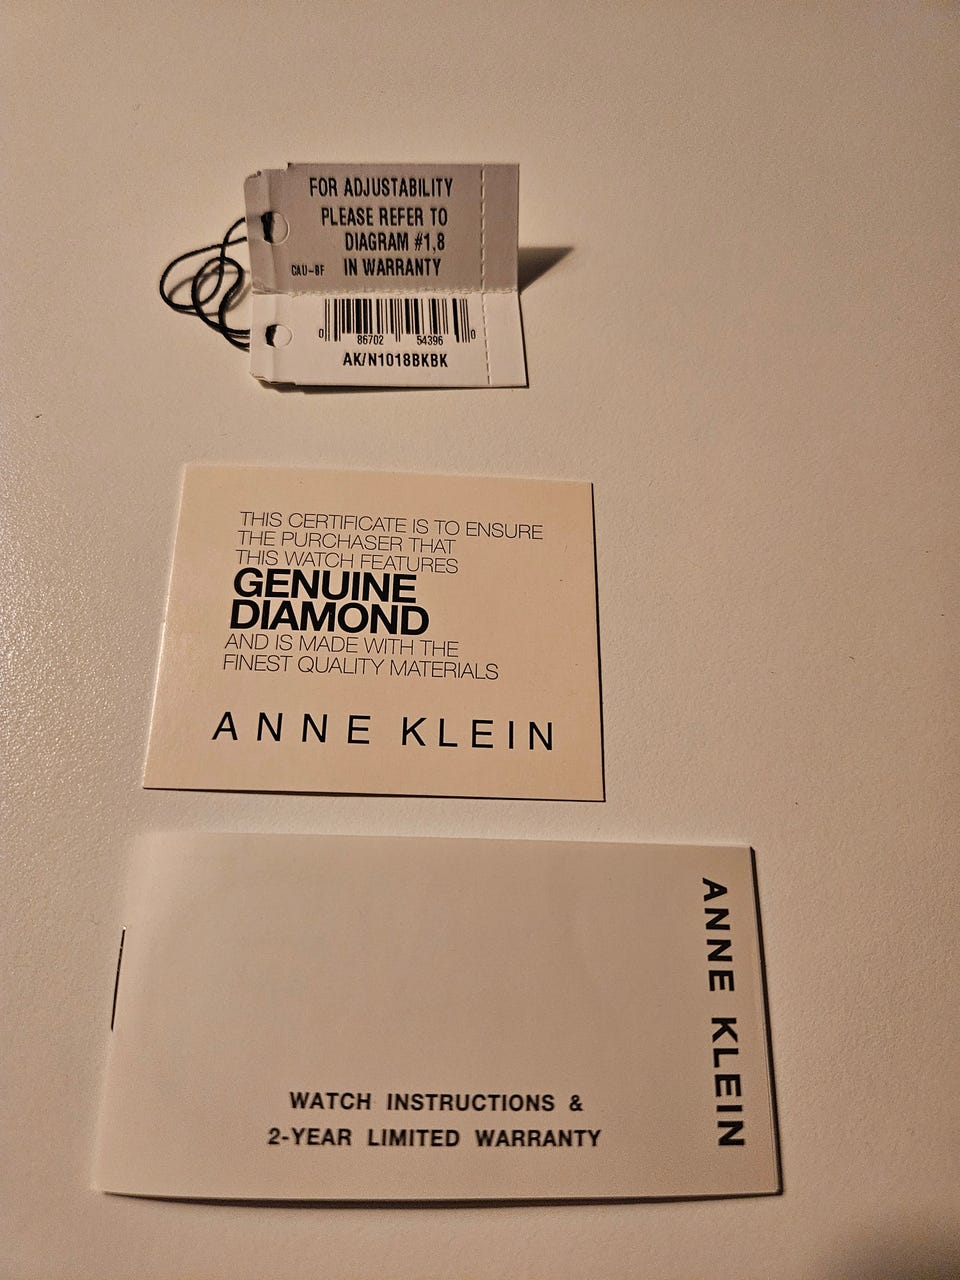 FOR ADJUSTABILITY
PLEASE REFER TO
DIAGRAM #1,8
CAU-BF IN WARRANTY
0 86702 54396 0
AK/N1018BKBK
THIS CERTIFICATE IS TO ENSURE
THE PURCHASER THAT
THIS WATCH FEATURES
GENUINE
DIAMOND
AND IS MADE WITH THE
FINEST QUALITY MATERIALS
ANNE KLEIN
ANNE KLEIN
WATCH INSTRUCTIONS &
2-YEAR LIMITED WARRANTY